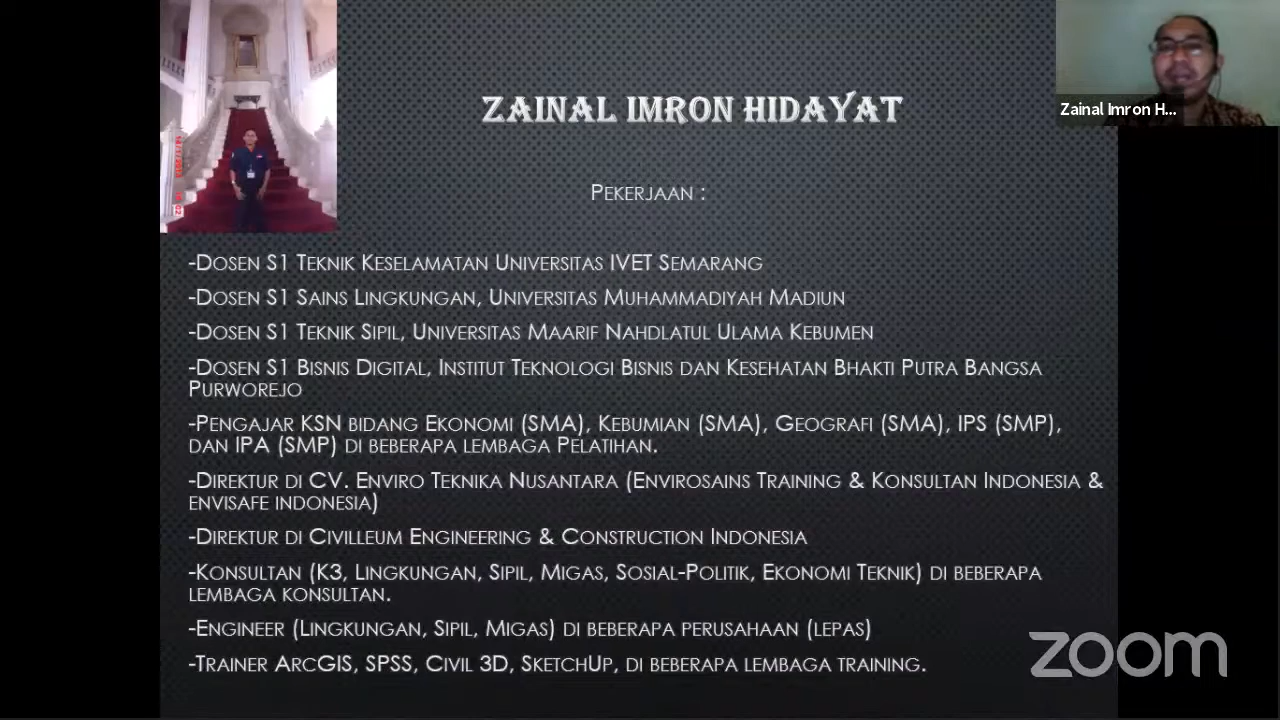 ZAINAL IMRON HIDAYAT
Zainal Imron H...
PEKERJAAN :
-DOSEN S1 TEKNIK KESELAMATAN UNIVERSITAS IVET SEMARANG
-DOSEN S1 SAINS LINGKUNGAN, UNIVERSITAS MUHAMMADIYAH MADIUN
-DOSEN S1 TEKNIK SIPIL, UNIVERSITAS MAARIF NAHDLATUL ULAMA KEBUMEN
-DOSEN S1 BISNIS DIGITAL, INSTITUT TEKNOLOGI BISNIS DAN KESEHATAN BHAKTI PUTRA BANGSA
PURWOREJO
-PENGAJAR KSN BIDANG EKONOMI (SMA), KEBUMIAN (SMA), GEOGRAFI (SMA), IPS (SMP),
DAN IPA (SMP) DI BEBERAPA LEMBAGA PELATIHAN.
-DIREKTUR DI CV. ENVIRO TEKNIKA NUSANTARA (ENVIROSAINS TRAINING & KONSULTAN INDONESIA &
ENVISAFE INDONESIA)
-DIREKTUR DI CIVILLEUM ENGINEERING & CONSTRUCTION INDONESIA
-KONSULTAN (K3, LINGKUNGAN, SIPIL, MIGAS, SOSIAL-POLITIK, EKONOMI TEKNIK) DI BEBERAPA
LEMBAGA KONSULTAN.
-ENGINEER (LINGKUNGAN, SIPIL, MIGAS) DI BEBERAPA PERUSAHAAN (LEPAS)
-TRAINER ARCGIS, SPSS, CIVIL 3D, SKETCHUP, DI BEBERAPA LEMBAGA TRAINING.
zoom